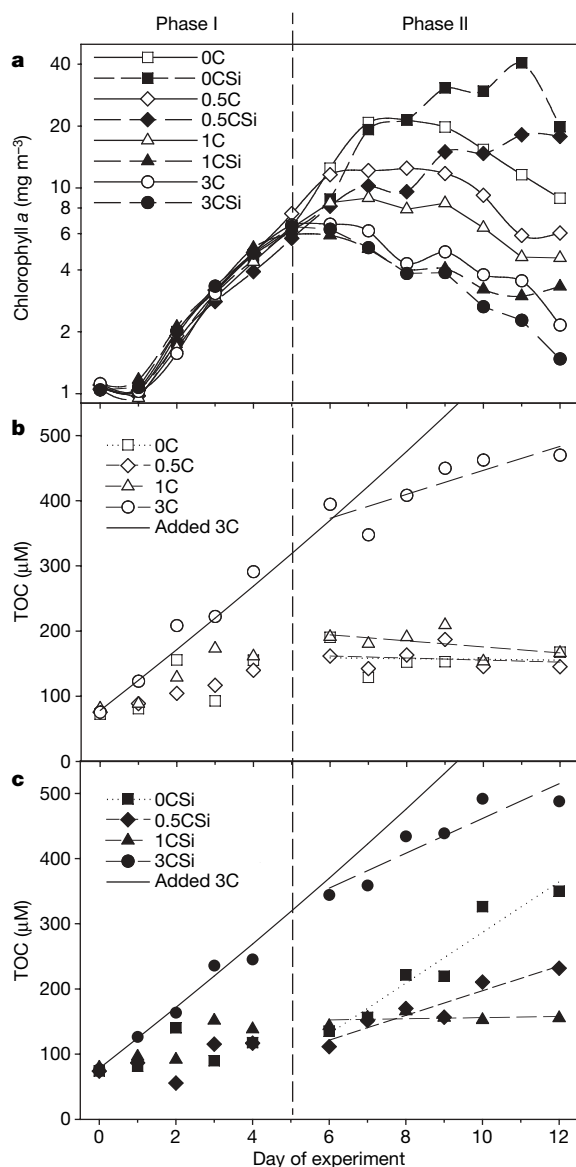 Phase I
Phase II
a
40
20
10
8
6
4
2
1
Chlorophyll a (mg m⁻³)
0C
0CSi
0.5C
0.5CSi
1C
1CSi
3C
3CSi
b
500
400
300
200
100
0
TOC (μM)
0C
0.5C
1C
3C
Added 3C
c
500
400
300
200
100
0
TOC (μM)
0CSi
0.5CSi
1CSi
3CSi
Added 3C
0 2 4 6 8 10 12
Day of experiment